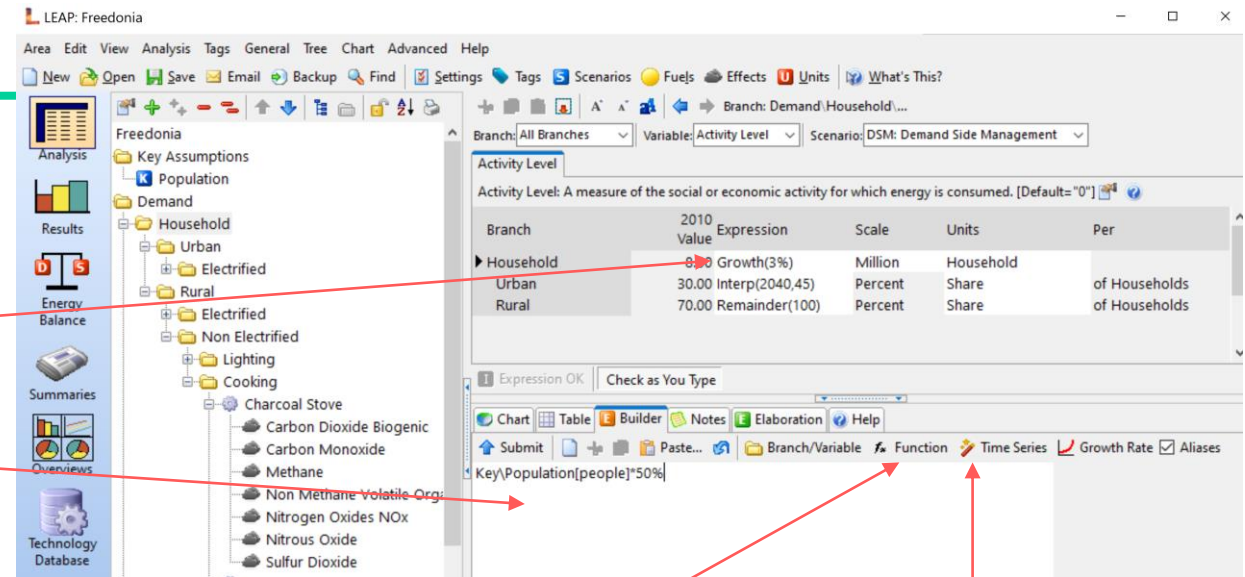 LEAP: Freedonia
Area Edit View Analysis Tags General Tree Chart Advanced Help
New Open Save Email Backup Find Settings Tags Scenarios Fuels Effects Units What's This?
Branch: Demand\Household\...
Branch: All Branches Variable: Activity Level Scenario: DSM: Demand Side Management
Activity Level
Activity Level: A measure of the social or economic activity for which energy is consumed. [Default="0"]
Branch 2010 Value Expression Scale Units Per
Household Growth(3%) Million Household
Urban 30.00 Interp(2040,45) Percent Share of Households
Rural 70.00 Remainder(100) Percent Share of Households
Expression OK Check as You Type
Chart Table Builder Notes Elaboration Help
Submit Paste... Branch/Variable Function Time Series Growth Rate Aliases
Key\Population[people]*50%
Analysis
Results
Energy Balance
Summaries
Overviews
Technology Database
Freedonia
Key Assumptions
Population
Demand
Household
Urban
Electrified
Rural
Electrified
Non Electrified
Lighting
Cooking
Charcoal Stove
Carbon Dioxide Biogenic
Carbon Monoxide
Methane
Non Methane Volatile Orga
Nitrogen Oxides NOx
Nitrous Oxide
Sulfur Dioxide